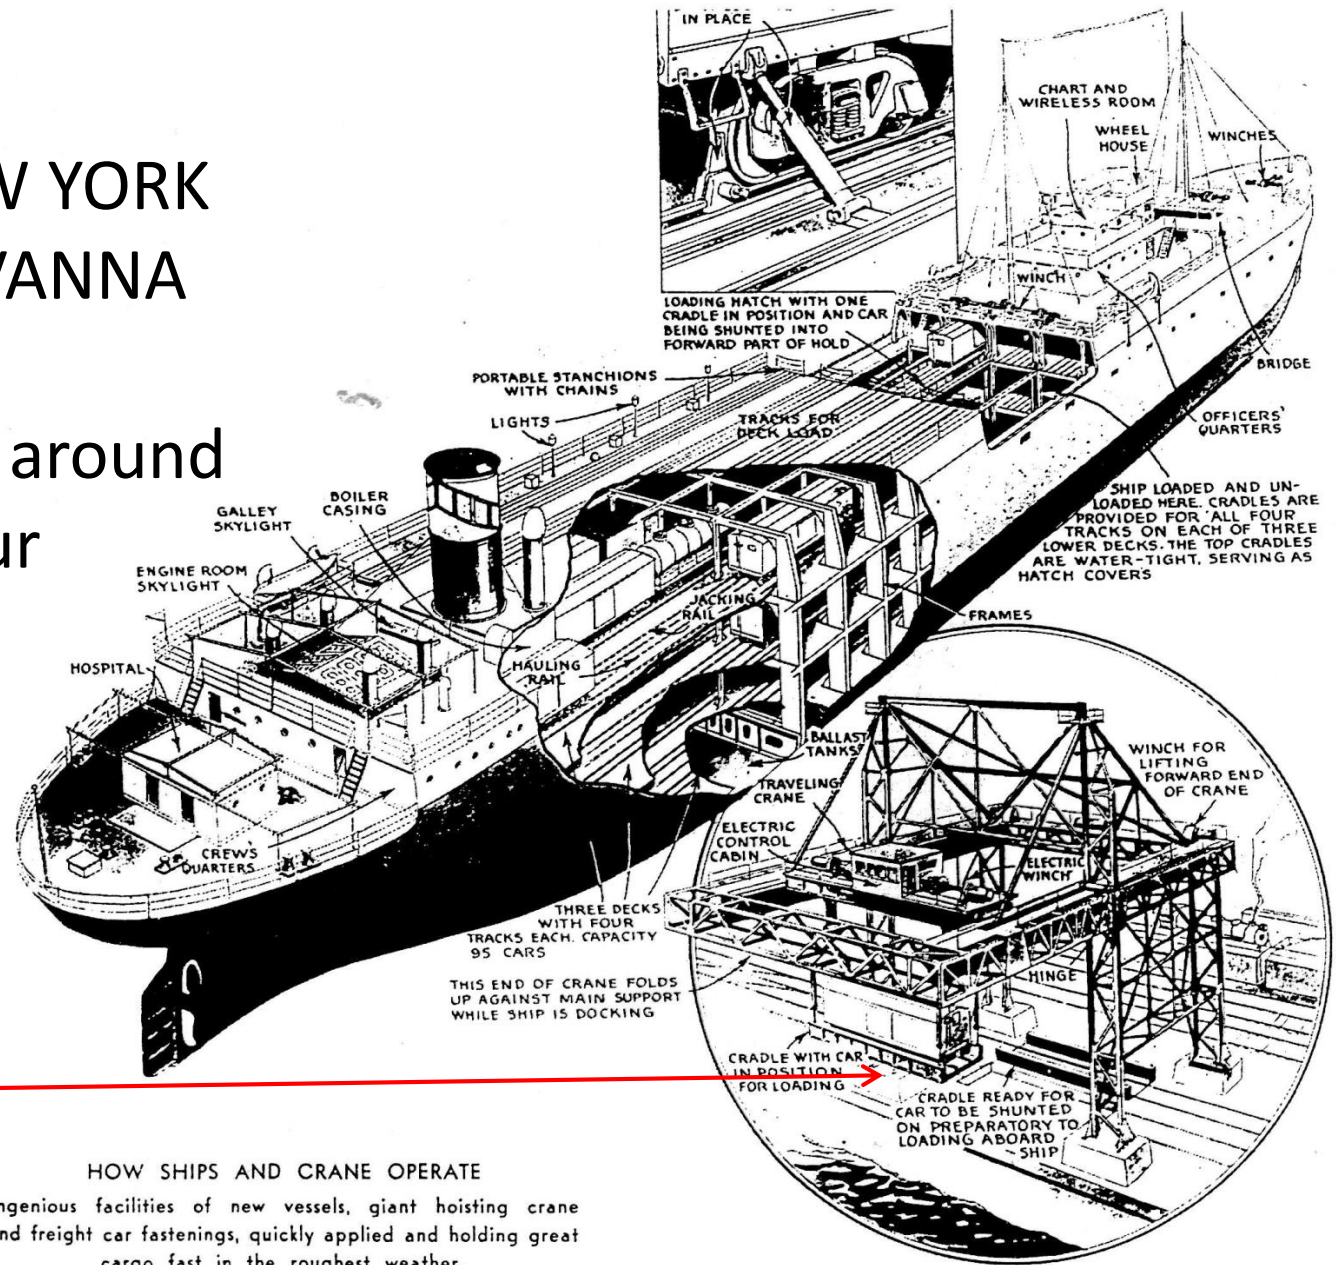 W YORK
VANNA
around
ur
IN PLACE
CHART AND
WIRELESS ROOM
WHEEL
HOUSE
WINCHES
WINCH
LOADING HATCH WITH ONE
CRADLE IN POSITION AND CAR
BEING SHUNTED INTO
FORWARD PART OF HOLD
BRIDGE
PORTABLE STANCHIONS
WITH CHAINS
LIGHTS
TRACKS FOR
DECK LOAD
OFFICERS'
QUARTERS
SHIP LOADED AND UN-
LOADED HERE. CRADLES ARE
PROVIDED FOR ALL FOUR
TRACKS ON EACH OF THREE
LOWER DECKS. THE TOP CRADLES
ARE WATER-TIGHT, SERVING AS
HATCH COVERS
BOILER
CASING
GALLEY
SKYLIGHT
ENGINE ROOM
SKYLIGHT
JACKING
RAIL
FRAMES
HOSPITAL
HAULING
RAIL
BALLAST
TANKS
CREW'S
QUARTERS
THREE DECKS
WITH FOUR
TRACKS EACH. CAPACITY
95 CARS
TRAVELING
CRANE
ELECTRIC
CONTROL
CABIN
WINCH FOR
LIFTING
FORWARD END
OF CRANE
ELECTRIC
WINCH
THIS END OF CRANE FOLDS
UP AGAINST MAIN SUPPORT
WHILE SHIP IS DOCKING
HINGE
CRADLE WITH CAR
IN POSITION
FOR LOADING
CRADLE READY FOR
CAR TO BE SHUNTED
ON PREPARATORY TO
LOADING ABOARD
SHIP
HOW SHIPS AND CRANE OPERATE
ngenious facilities of new vessels, giant hoisting crane
nd freight car fastenings, quickly applied and holding great
cargo fast in the roughest weather